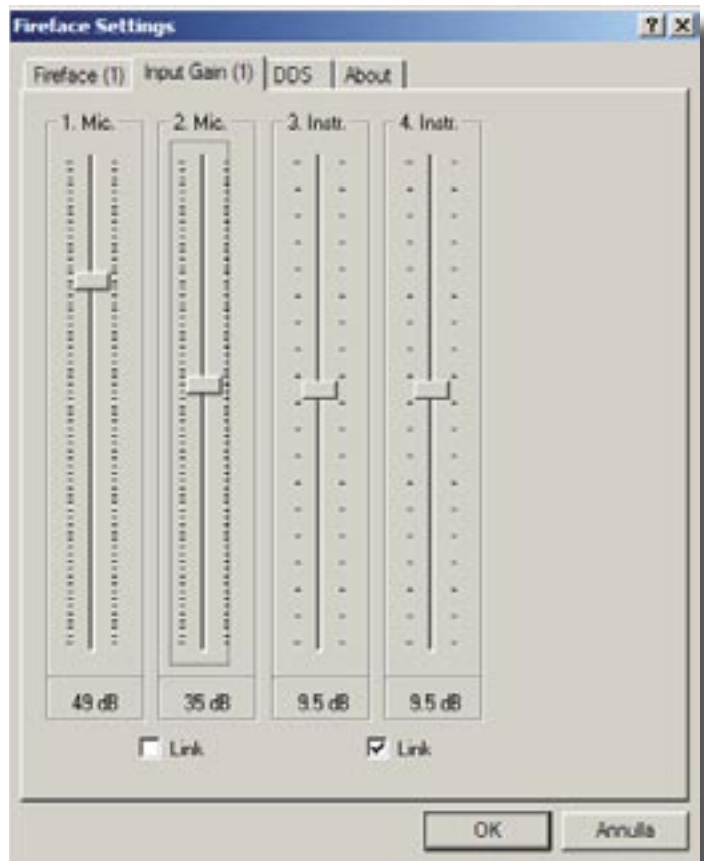 Fireface Settings
Fireface (1) Input Gain (1) DDS About
1. Mic. 2. Mic. 3. Instr. 4. Instr.
49 dB 35 dB 9.5 dB 9.5 dB
Link Link
OK Annulla